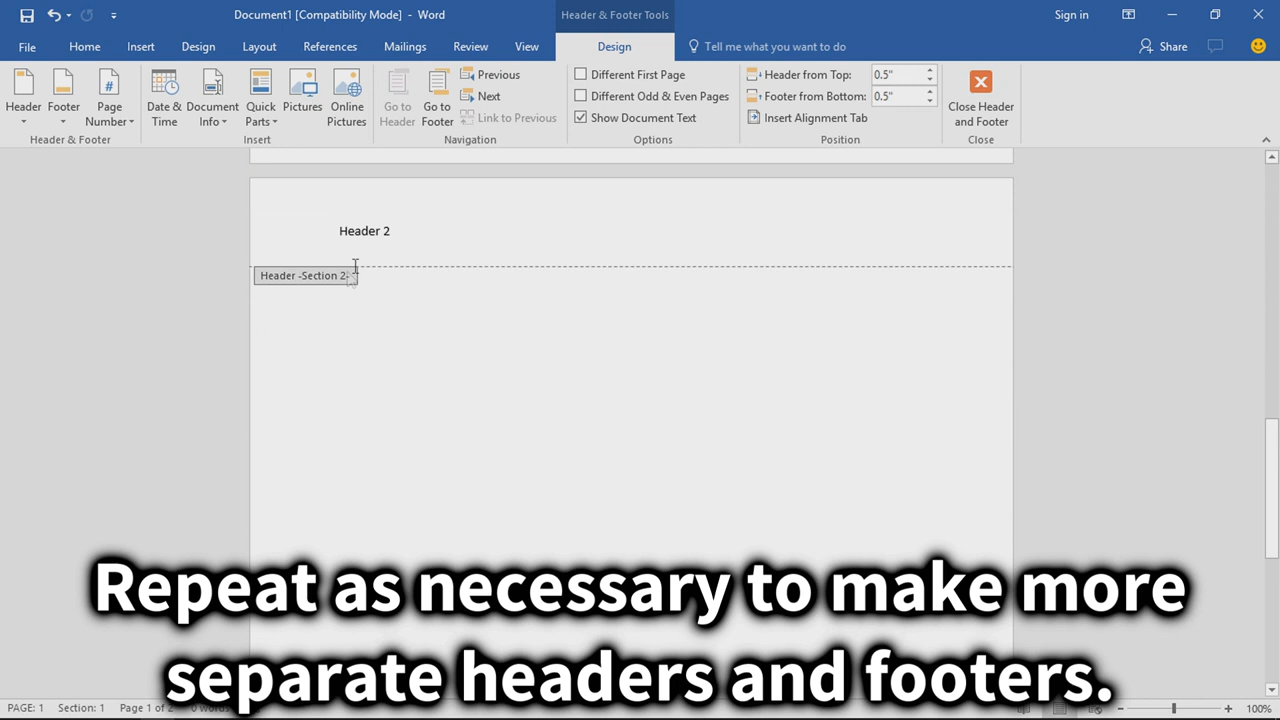 Document1 [Compatibility Mode] - Word
Header & Footer Tools
Sign in
File Home Insert Design Layout References Mailings Review View Design Tell me what you want to do Share
Header Footer Page Number
Header & Footer
Date & Time Document Info Quick Parts Pictures Online Pictures
Insert
Go to Header Go to Footer Previous
Next
Link to Previous
Navigation
Different First Page
Different Odd & Even Pages
Show Document Text
Options
Header from Top: 0.5"
Footer from Bottom: 0.5"
Insert Alignment Tab
Position
Close Header and Footer
Close
Header 2
Header -Section 2-
Repeat as necessary to make more
separate headers and footers.
PAGE: 1 Section: 1 Page 1 of 2 0 words
100%